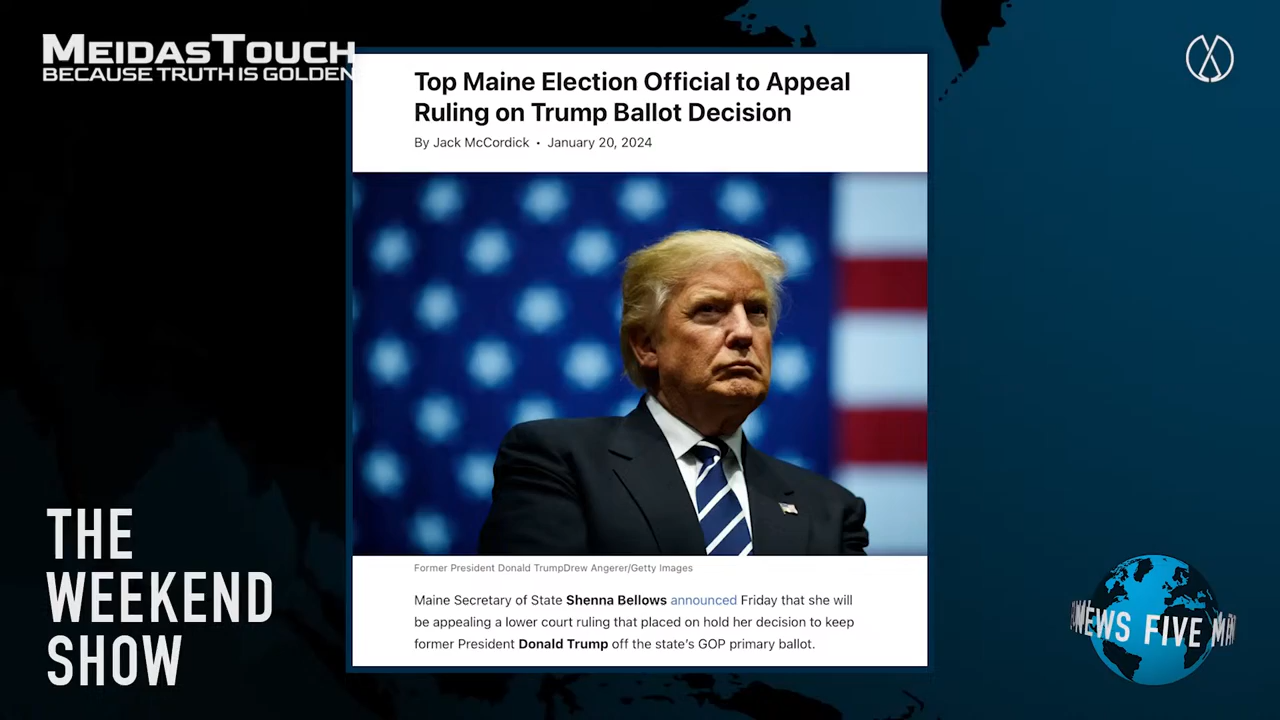 MEIDASTOUCH
BECAUSE TRUTH IS GOLDEN
Top Maine Election Official to Appeal
Ruling on Trump Ballot Decision
By Jack McCordick • January 20, 2024
Former President Donald TrumpDrew Angerer/Getty Images
Maine Secretary of State Shenna Bellows announced Friday that she will
be appealing a lower court ruling that placed on hold her decision to keep
former President Donald Trump off the state's GOP primary ballot.
THE
WEEKEND
SHOW
NEWS FIVE